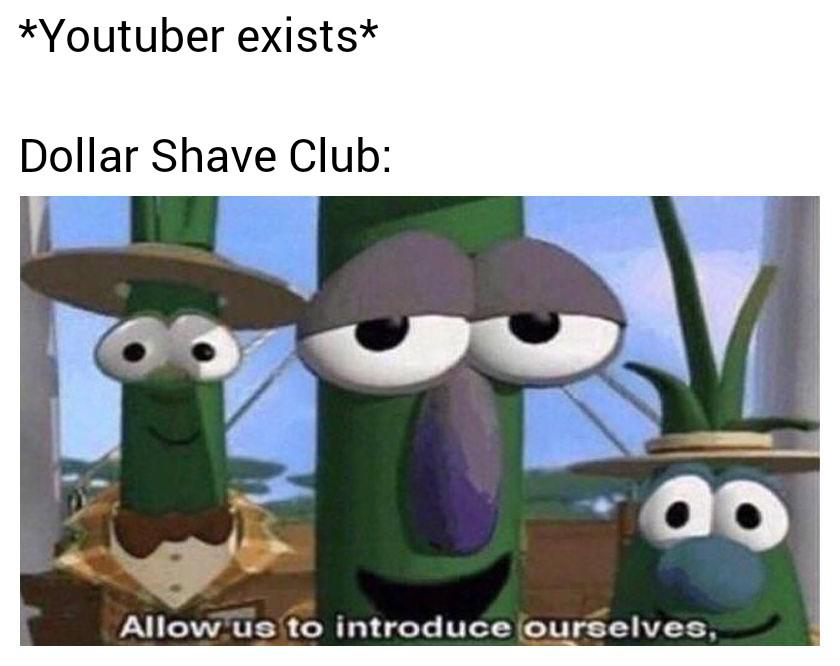 *Youtuber exists*
Dollar Shave Club:
Allow us to introduce ourselves,